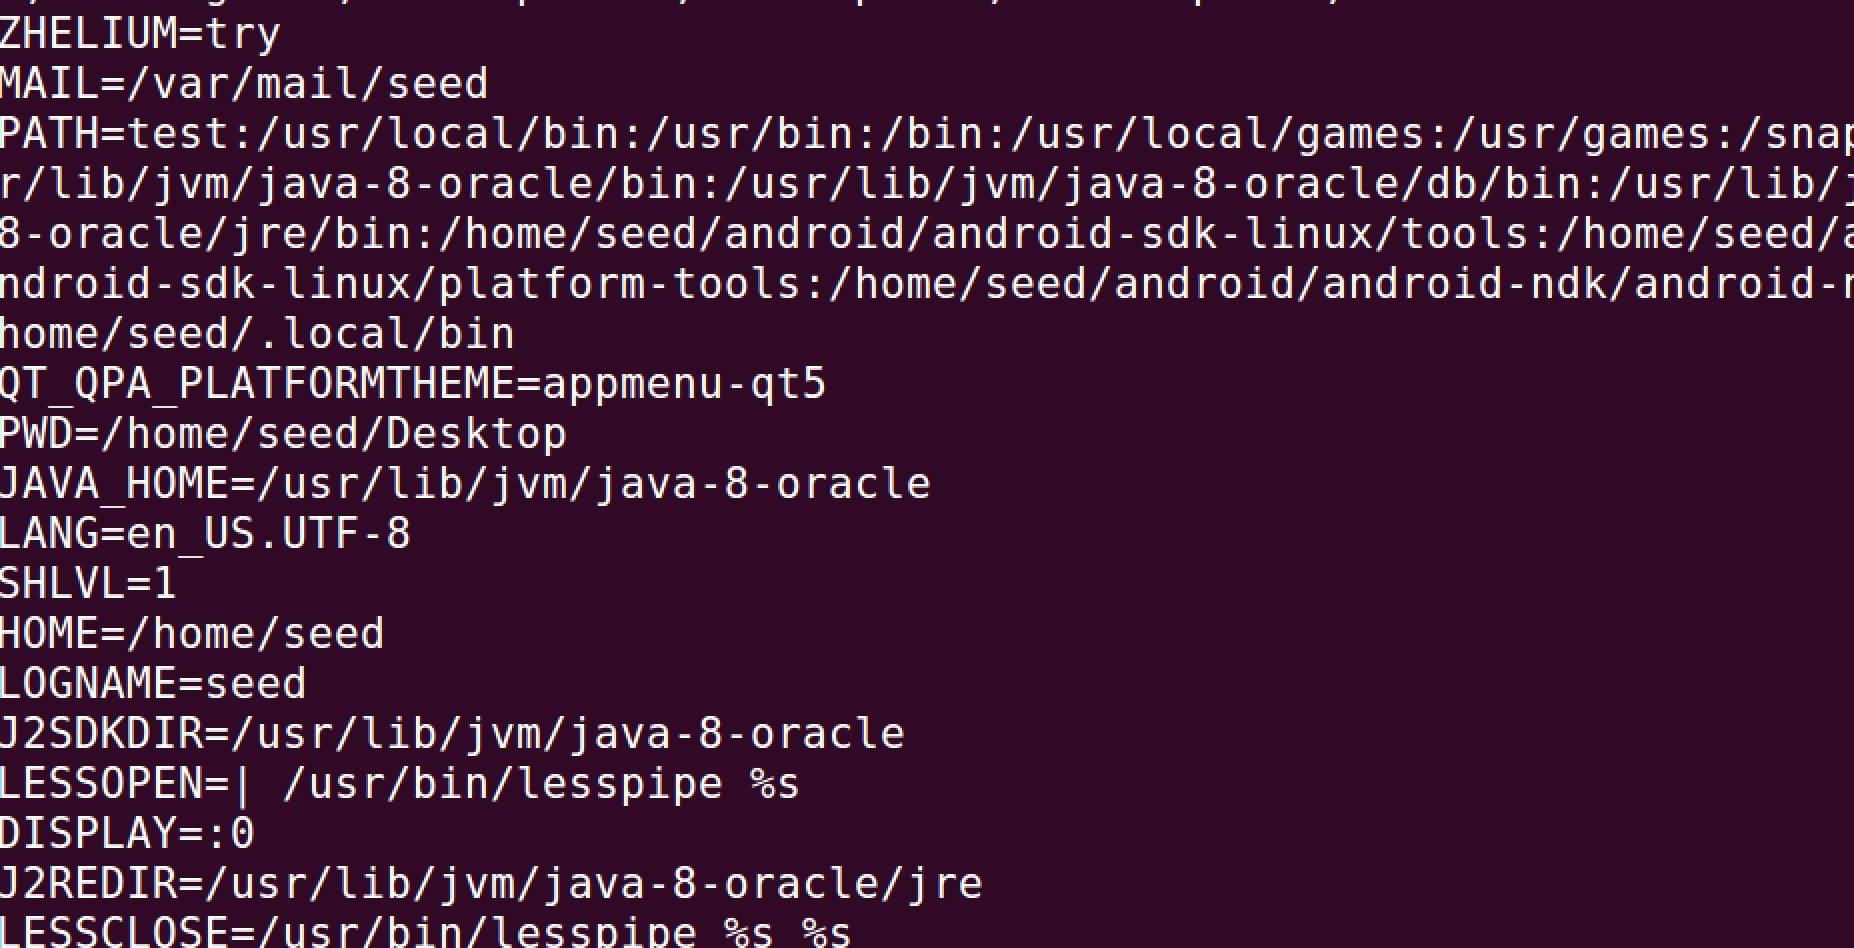 ZHELIUM=try
MAIL=/var/mail/seed
PATH=test:/usr/local/bin:/usr/bin:/bin:/usr/local/games:/usr/games:/snap
r/lib/jvm/java-8-oracle/bin:/usr/lib/jvm/java-8-oracle/db/bin:/usr/lib/j
8-oracle/jre/bin:/home/seed/android/android-sdk-linux/tools:/home/seed/a
ndroid-sdk-linux/platform-tools:/home/seed/android/android-ndk/android-n
home/seed/.local/bin
QT_QPA_PLATFORMTHEME=appmenu-qt5
PWD=/home/seed/Desktop
JAVA_HOME=/usr/lib/jvm/java-8-oracle
LANG=en_US.UTF-8
SHLVL=1
HOME=/home/seed
LOGNAME=seed
J2SDKDIR=/usr/lib/jvm/java-8-oracle
LESSOPEN=| /usr/bin/lesspipe %s
DISPLAY=:0
J2REDIR=/usr/lib/jvm/java-8-oracle/jre
LESSCLOSE=/usr/bin/lesspipe %s %s